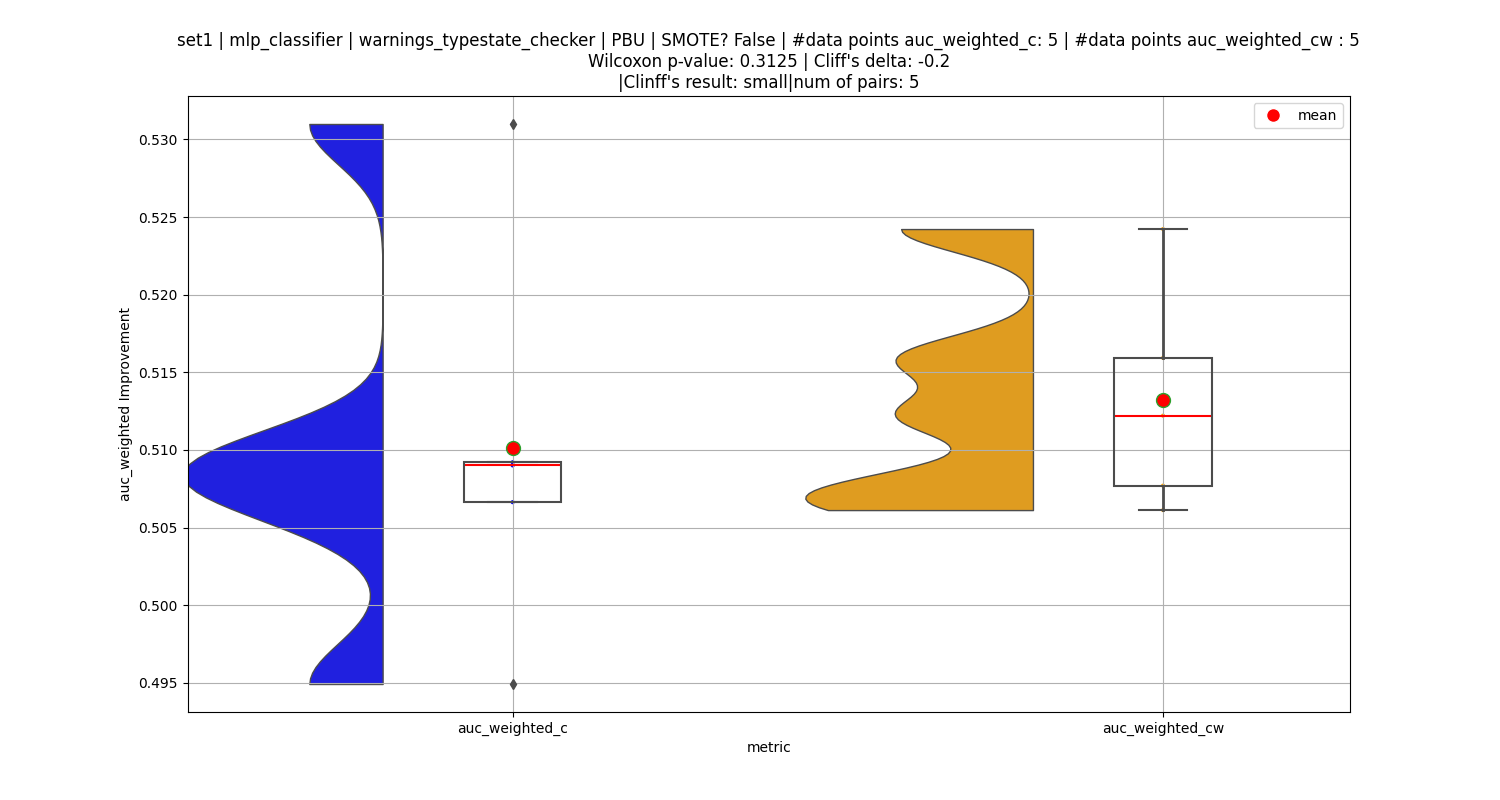 set1 | mlp_classifier | warnings_typestate_checker | PBU | SMOTE? False | #data points auc_weighted_c: 5 | #data points auc_weighted_cw : 5
Wilcoxon p-value: 0.3125 | Cliff's delta: -0.2
|Clinff's result: small|num of pairs: 5
mean
0.530
0.525
0.520
0.515
0.510
0.505
0.500
0.495
auc_weighted Improvement
auc_weighted_c
auc_weighted_cw
metric